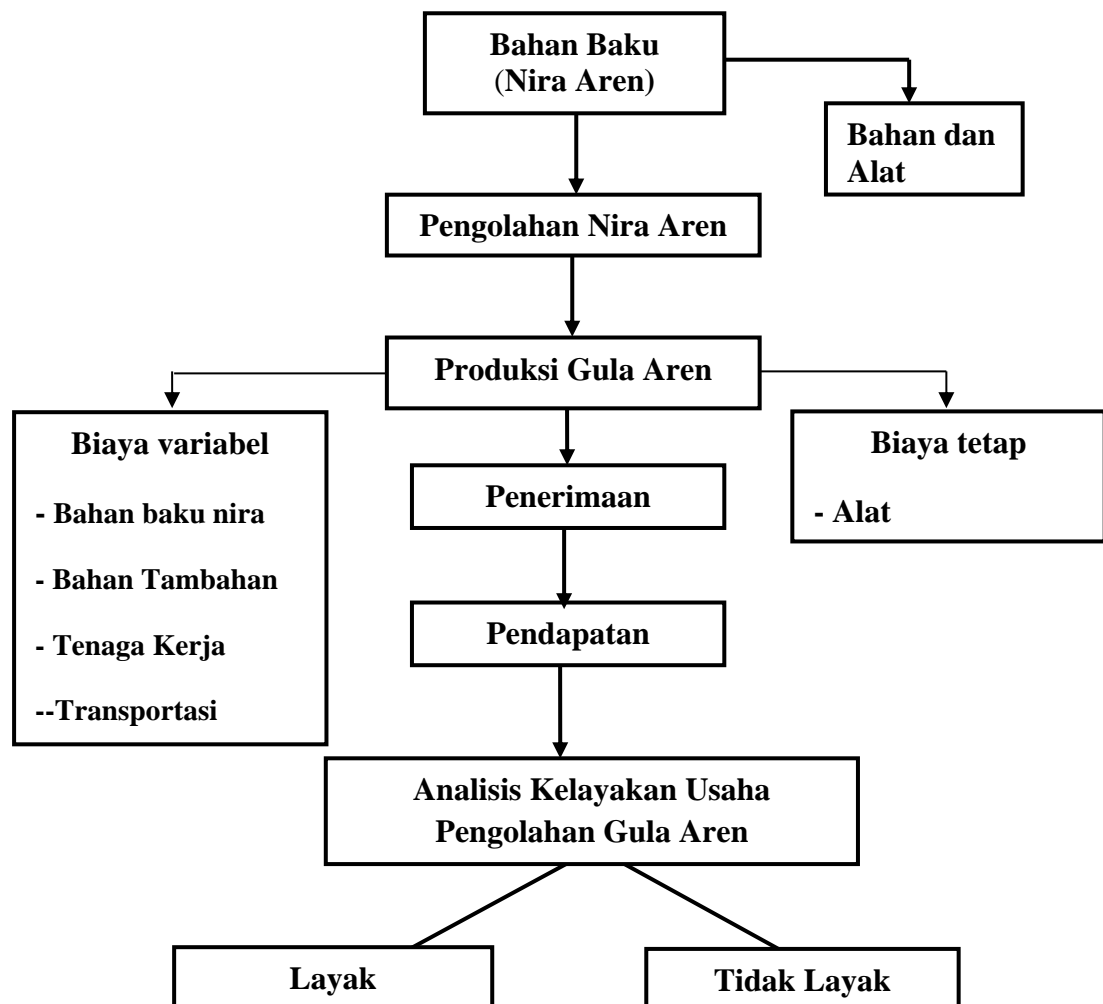 Bahan Baku
(Nira Aren)
Bahan dan
Alat
Pengolahan Nira Aren
Produksi Gula Aren
Biaya variabel
- Bahan baku nira
- Bahan Tambahan
- Tenaga Kerja
--Transportasi
Biaya tetap
- Alat
Penerimaan
Pendapatan
Analisis Kelayakan Usaha
Pengolahan Gula Aren
Layak
Tidak Layak